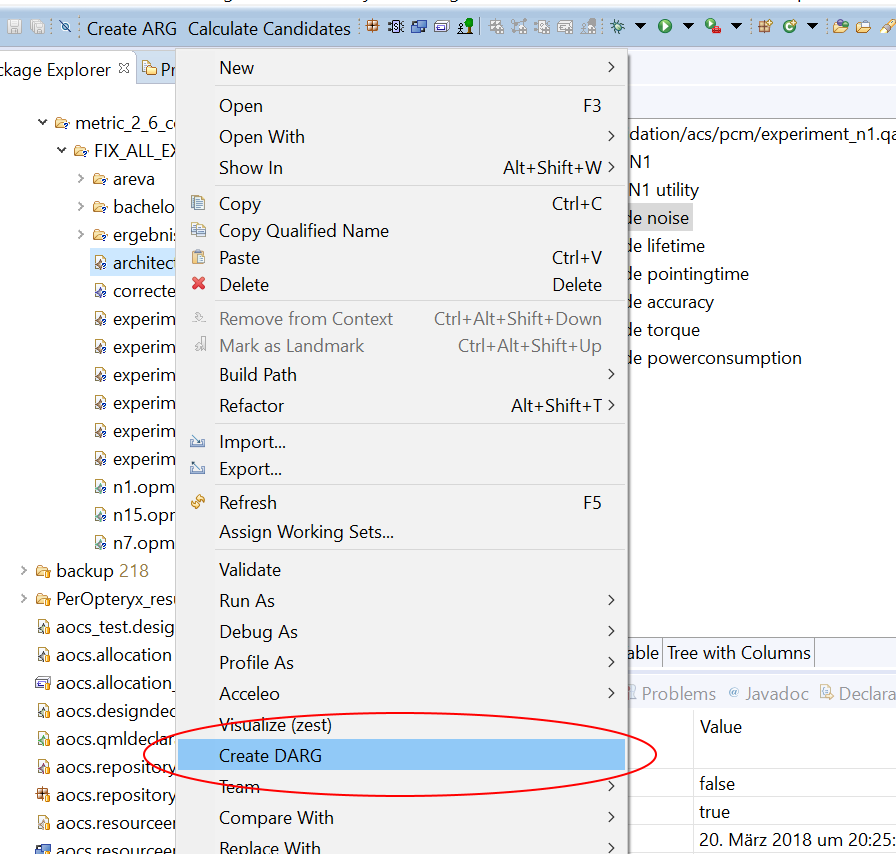 Create ARG Calculate Candidates
ckage Explorer Pr
metric_2_6_c
FIX_ALL_EX
areva
bachelo
ergebnis
architect
correcte
experim
experim
experim
experim
experim
experim
n1.opm
n15.opr
n7.opm
backup 218
PerOpteryx_resu
aocs_test.desig
aocs.allocation
aocs.allocation_
aocs.designdec
aocs.qmldeclar
aocs.repository
aocs.repository
aocs.resourceer
aocs.resourceer
New
Open F3
Open With
Show In Alt+Shift+W
Copy Ctrl+C
Copy Qualified Name
Paste Ctrl+V
Delete Delete
Remove from Context Ctrl+Alt+Shift+Down
Mark as Landmark Ctrl+Alt+Shift+Up
Build Path
Refactor Alt+Shift+T
Import...
Export...
Refresh F5
Assign Working Sets...
Validate
Run As
Debug As
Profile As
Acceleo
Visualize (zest)
Create DARG
Team
Compare With
Replace With
dation/acs/pcm/experiment_n1.qa
N1
N1 utility
de noise
de lifetime
de pointingtime
de accuracy
de torque
de powerconsumption
able Tree with Columns
Problems @ Javadoc Declara
Value
false
true
20. März 2018 um 20:25: